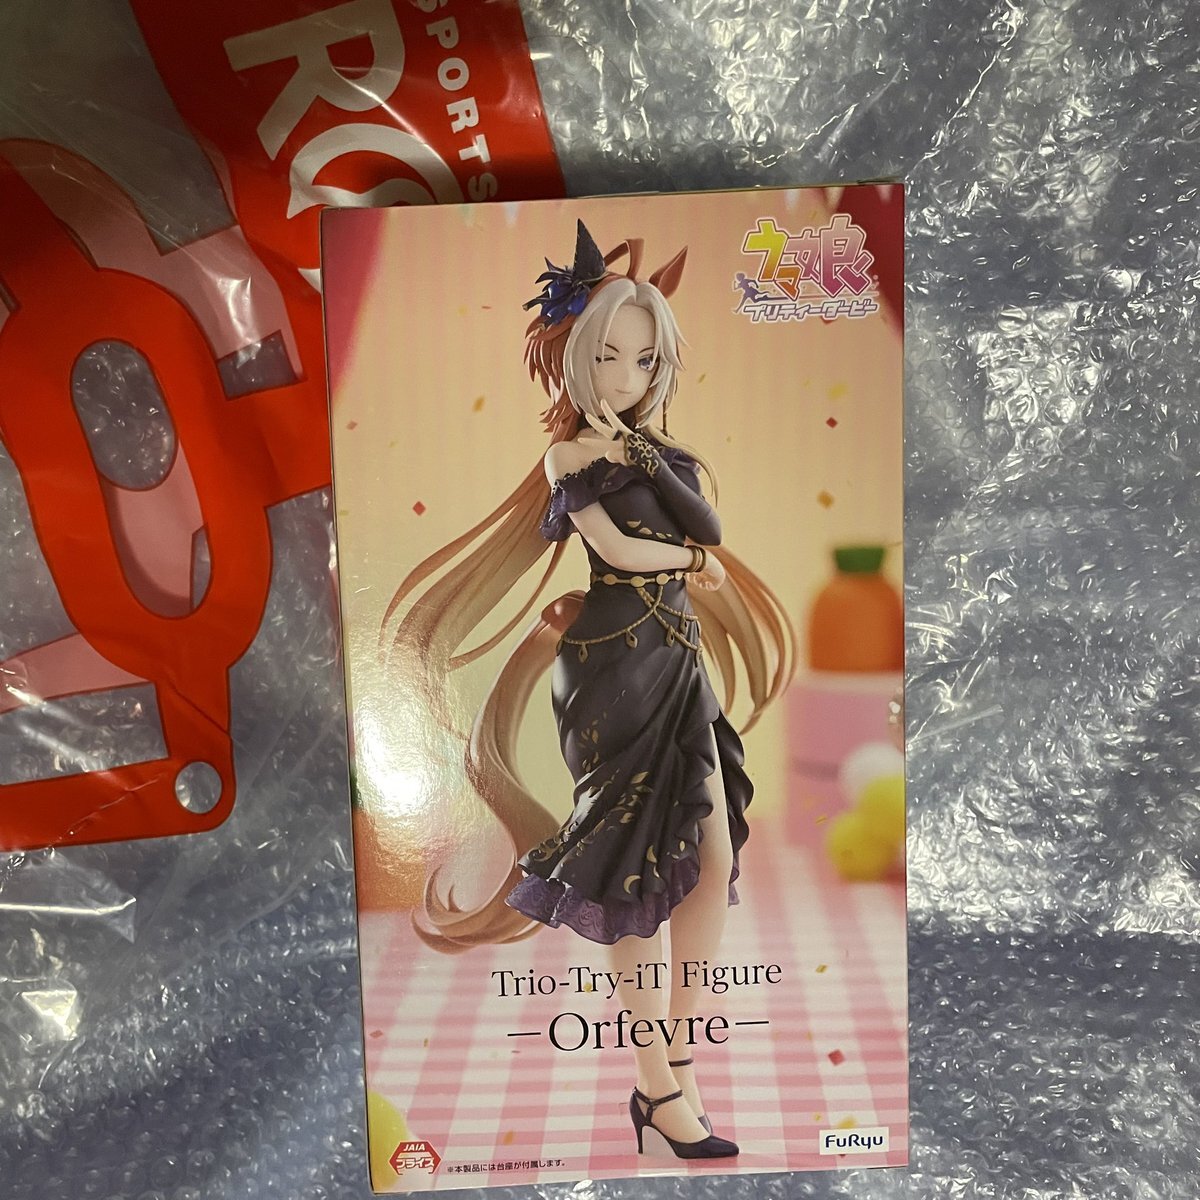 SPORTS
RO
ウマ娘
プリティーダービー
Trio-Try-iT Figure
－Orfevre－
FuRyu
JAIA
プライズ
※本製品には台座が付属します。